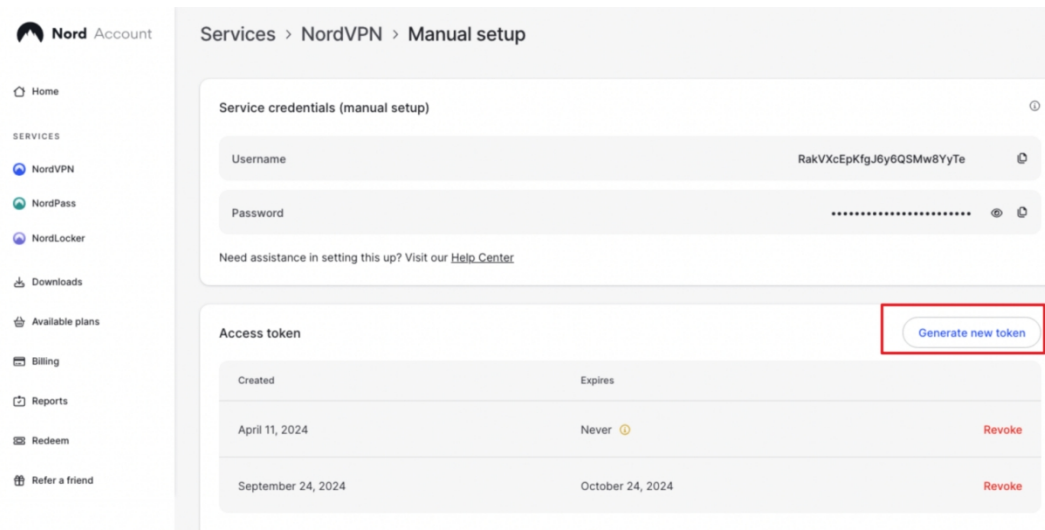 Nord Account
Services > NordVPN > Manual setup
Home
SERVICES
NordVPN
NordPass
NordLocker
Downloads
Available plans
Billing
Reports
Redeem
Refer a friend
Service credentials (manual setup)
Username RakVXcEpKfgJ6y6QSMw8YyTe
Password ••••••••••••••••••••••••
Need assistance in setting this up? Visit our Help Center
Access token Generate new token
Created Expires
April 11, 2024 Never Revoke
September 24, 2024 October 24, 2024 Revoke